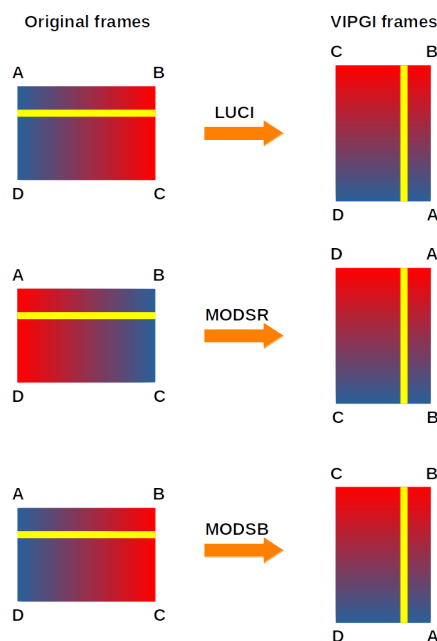 Original frames VIPGI frames
C B
A B
LUCI
D C
D A
D A
A B
MODSR
D C
C B
C B
A B
MODSB
D C
D A